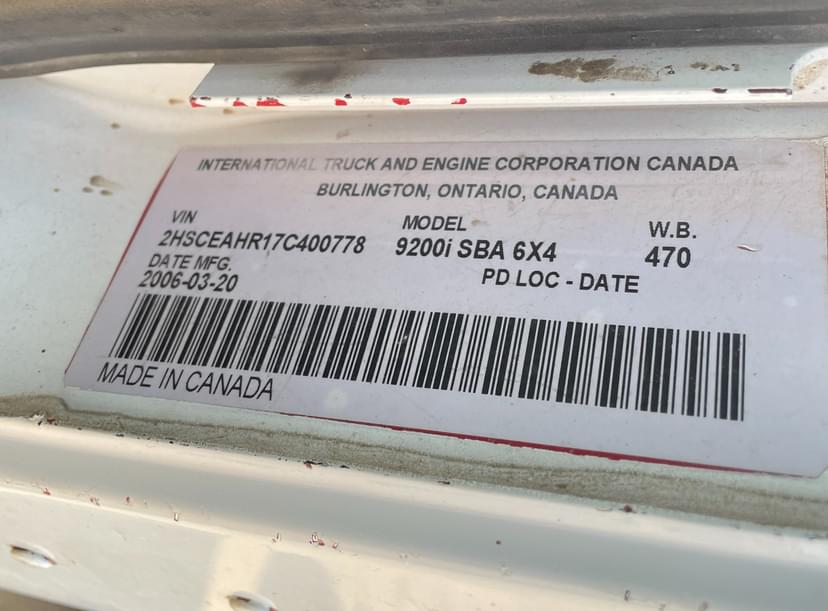 INTERNATIONAL TRUCK AND ENGINE CORPORATION CANADA
BURLINGTON, ONTARIO, CANADA
VIN MODEL W.B.
2HSCEAHR17C400778 9200i SBA 6X4 470
DATE MFG. PD LOC - DATE
2006-03-20
MADE IN CANADA